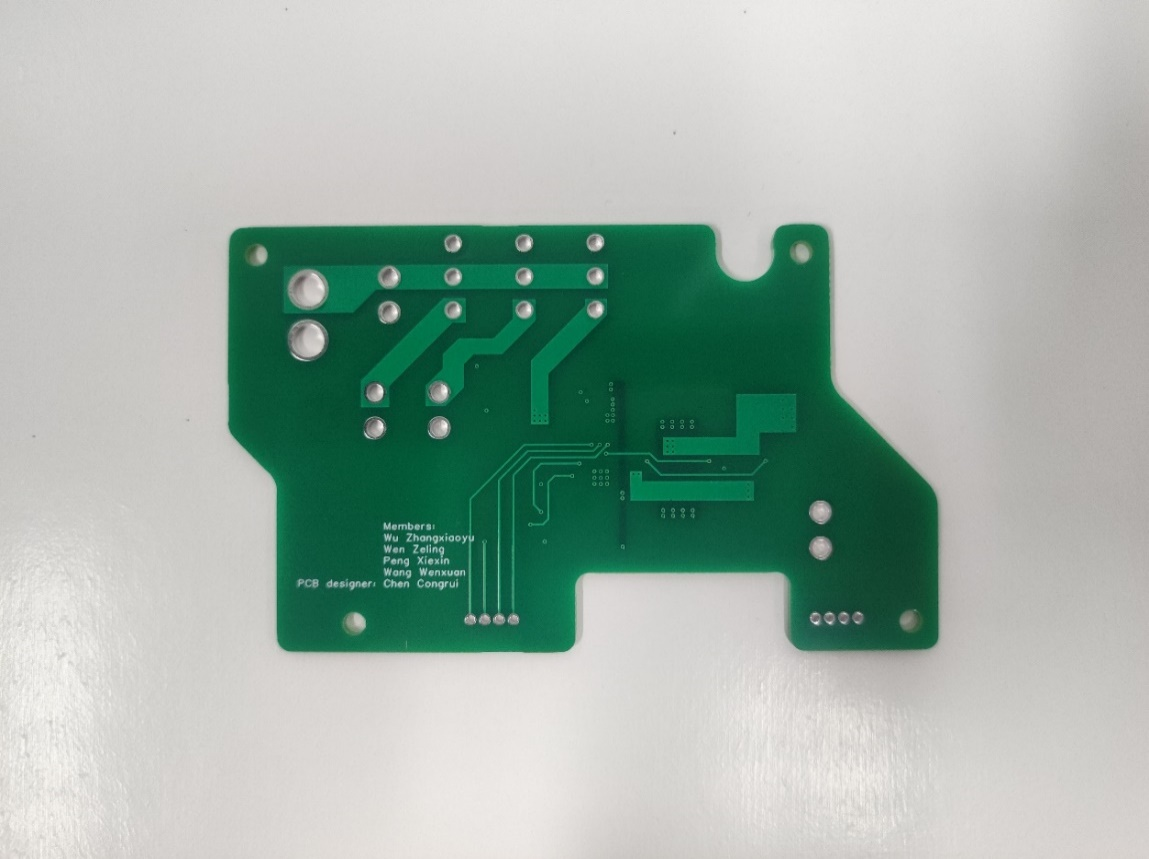 Members:
Wu Zhangxiaoyu
Wen Zeling
Peng Xiexin
Wang Wenxuan
PCB designer: Chen Congrui